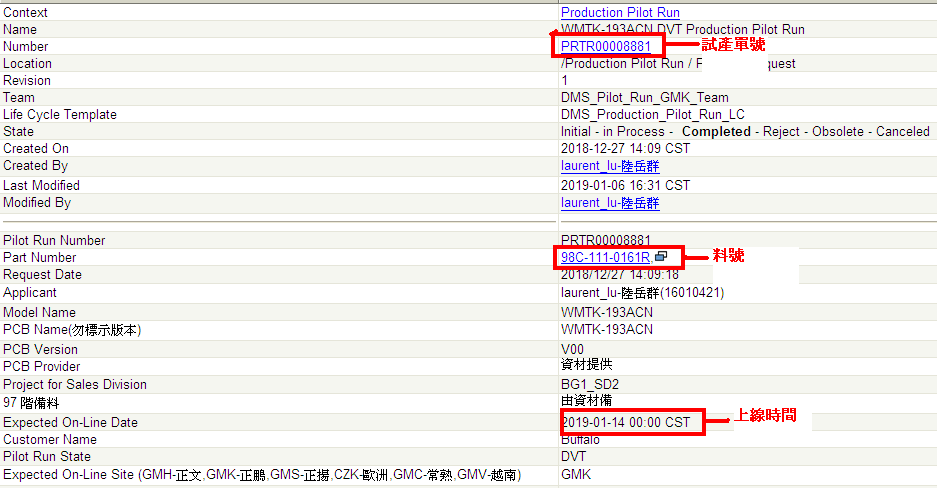 Context Production Pilot Run
Name WMTK-193ACN DVT Production Pilot Run
Number PRTR00008881 試產單號
Location /Production Pilot Run / equest
Revision 1
Team DMS_Pilot_Run_GMK_Team
Life Cycle Template DMS_Production_Pilot_Run_LC
State Initial - in Process - Completed - Reject - Obsolete - Canceled
Created On 2018-12-27 14:09 CST
Created By laurent_lu-陸岳群
Last Modified 2019-01-06 16:31 CST
Modified By laurent_lu-陸岳群
Pilot Run Number PRTR00008881
Part Number 98C-111-0161R, 料號
Request Date 2018/12/27 14:09:18
Applicant laurent_lu-陸岳群(16010421)
Model Name WMTK-193ACN
PCB Name(勿標示版本) WMTK-193ACN
PCB Version V00
PCB Provider 資材提供
Project for Sales Division BG1_SD2
97 階備料 由資材備
Expected On-Line Date 2019-01-14 00:00 CST 上線時間
Customer Name Buffalo
Pilot Run State DVT
Expected On-Line Site (GMH-正文,GMK-正鵬,GMS-正揚,CZK-歐洲,GMC-常熟,GMV-越南) GMK